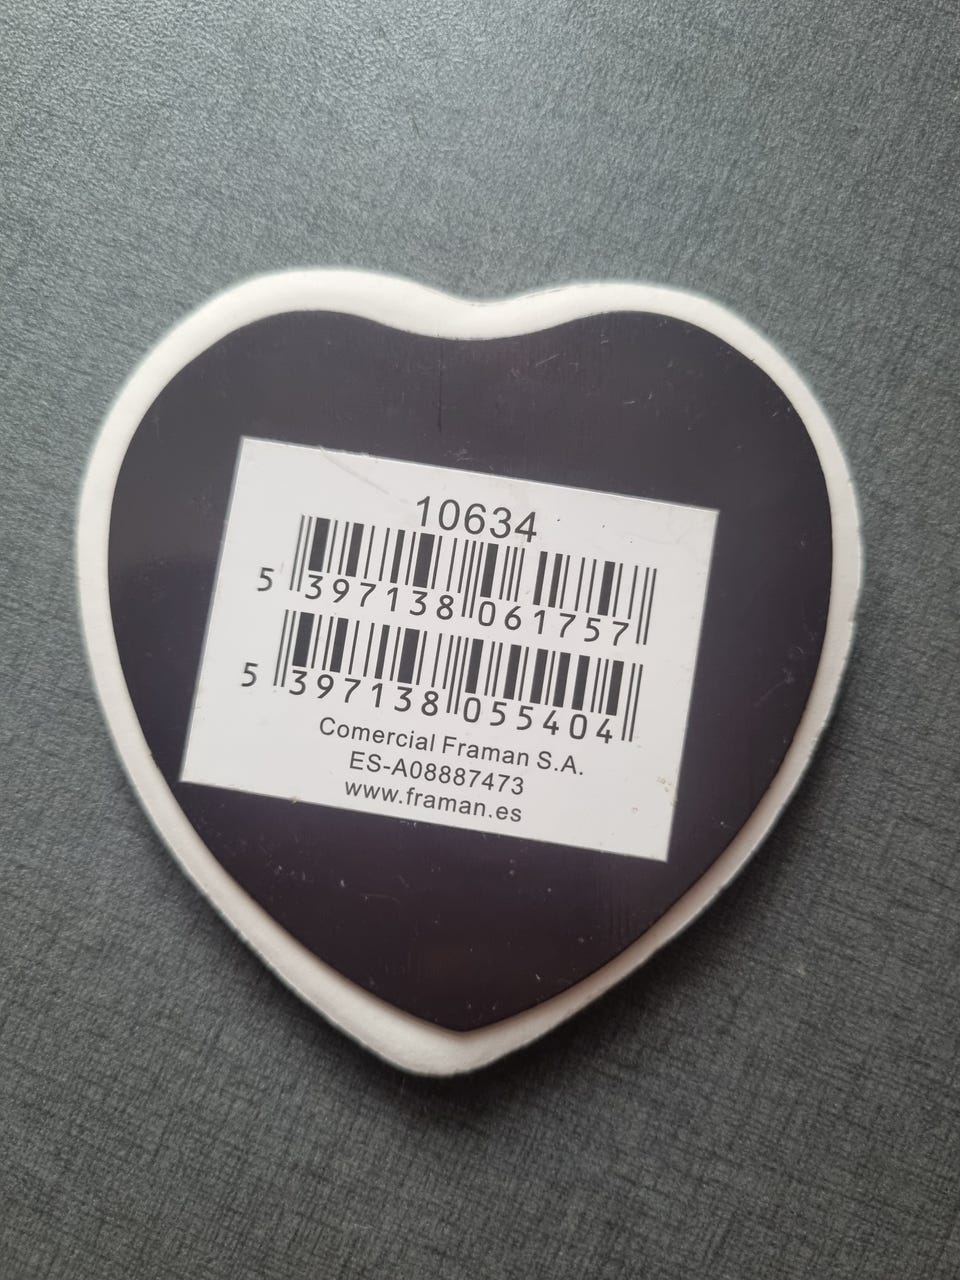 10634
5 397138 061757
5 397138 055404
Comercial Framan S.A.
ES-A08887473
www.framan.es